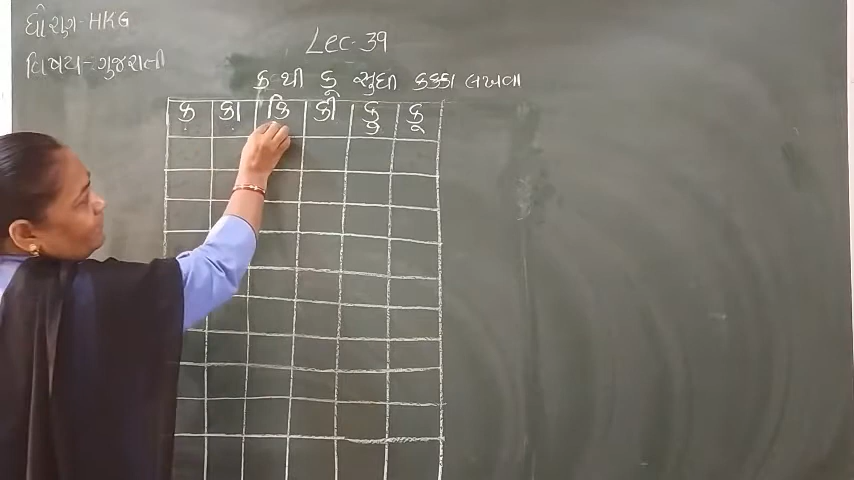 ધોરણ-HKG
Lec-39
વિષય-ગુજરાતી
ક થી કૂ સુધી કક્કા લખવા
ક કા કિ કી કુ કૂ